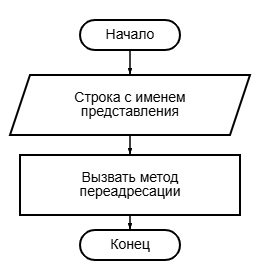 Начало
Строка с именем
представления
Вызвать метод
переадресации
Конец